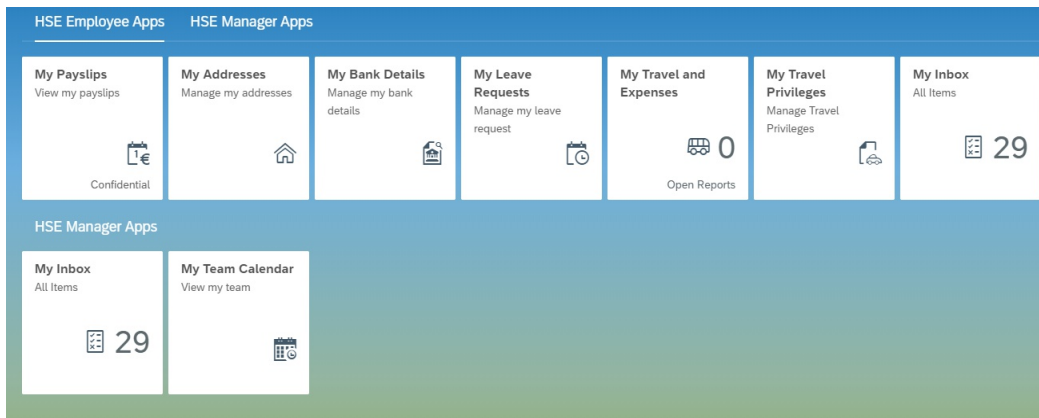 HSE Employee Apps HSE Manager Apps
My Payslips
View my payslips
1 €
Confidential
My Addresses
Manage my addresses
My Bank Details
Manage my bank
details
My Leave
Requests
Manage my leave
request
My Travel and
Expenses
0
Open Reports
My Travel
Privileges
Manage Travel
Privileges
My Inbox
All Items
29
HSE Manager Apps
My Inbox
All Items
29
My Team Calendar
View my team